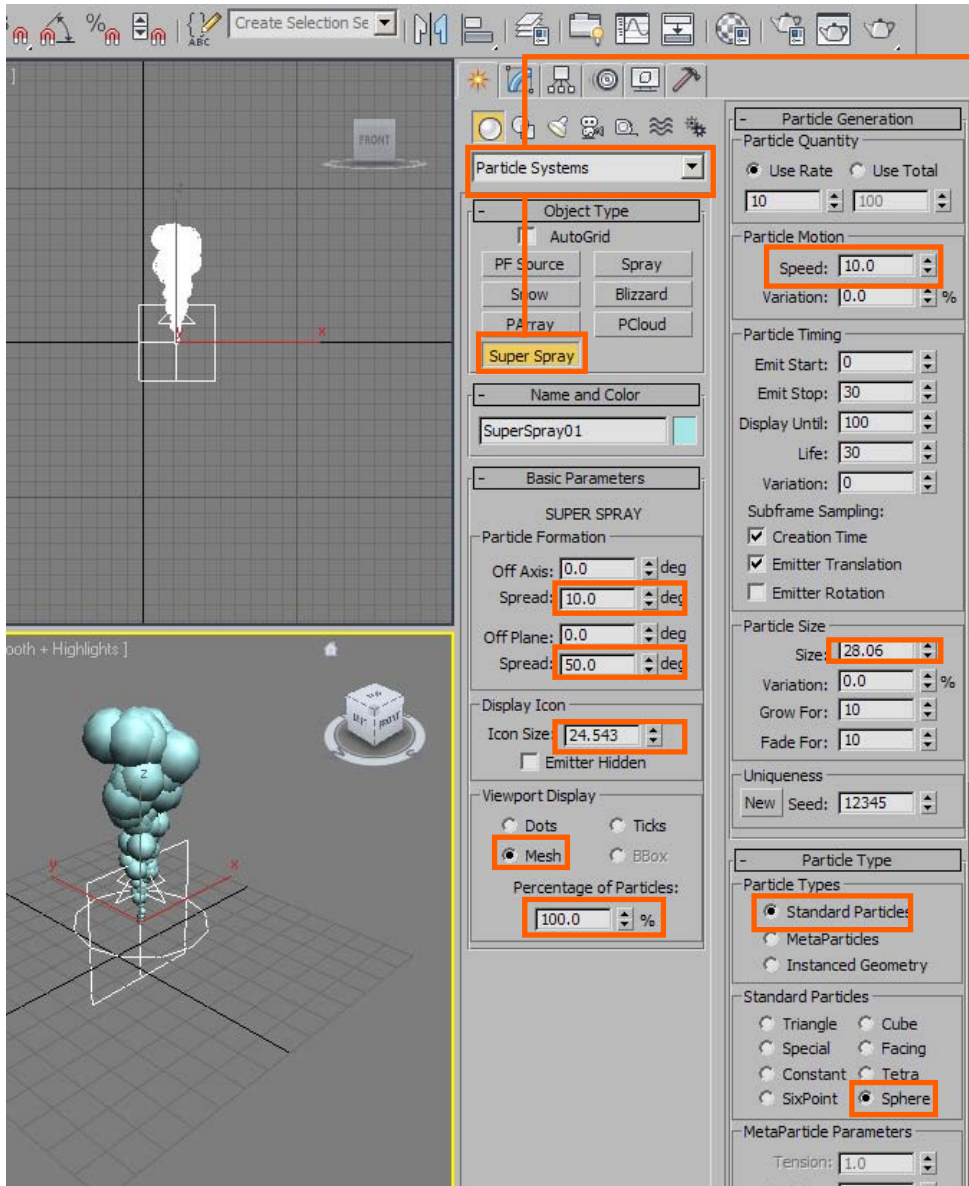 ABC
Create Selection Se
]
FRONT
x
ooth + Highlights ]
FRONT
Z
y
x
Particle Systems
- Object Type
AutoGrid
PF Source Spray
Snow Blizzard
PArray PCloud
Super Spray
- Name and Color
SuperSpray01
- Basic Parameters
SUPER SPRAY
Particle Formation
Off Axis: 0.0 deg
Spread: 10.0 deg
Off Plane: 0.0 deg
Spread: 50.0 deg
Display Icon
Icon Size: 24.543
Emitter Hidden
Viewport Display
Dots Ticks
Mesh BBox
Percentage of Particles:
100.0 %
- Particle Generation
Particle Quantity
Use Rate Use Total
10 100
Particle Motion
Speed: 10.0
Variation: 0.0 %
Particle Timing
Emit Start: 0
Emit Stop: 30
Display Until: 100
Life: 30
Variation: 0
Subframe Sampling:
Creation Time
Emitter Translation
Emitter Rotation
Particle Size
Size: 28.06
Variation: 0.0 %
Grow For: 10
Fade For: 10
Uniqueness
New Seed: 12345
- Particle Type
Particle Types
Standard Particles
MetaParticles
Instanced Geometry
Standard Particles
Triangle Cube
Special Facing
Constant Tetra
SixPoint Sphere
MetaParticle Parameters
Tension: 1.0